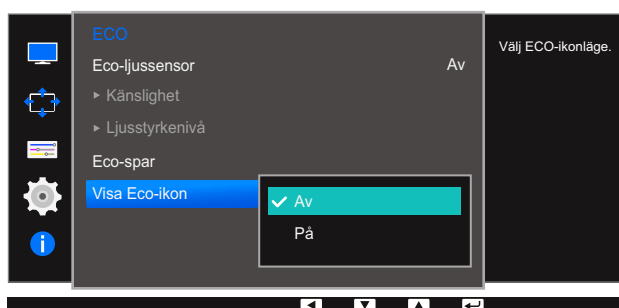 ECO
Eco-ljussensor Av
Känslighet
Ljusstyrkenivå
Eco-spar
Visa Eco-ikon
Av
På
Välj ECO-ikonläge.